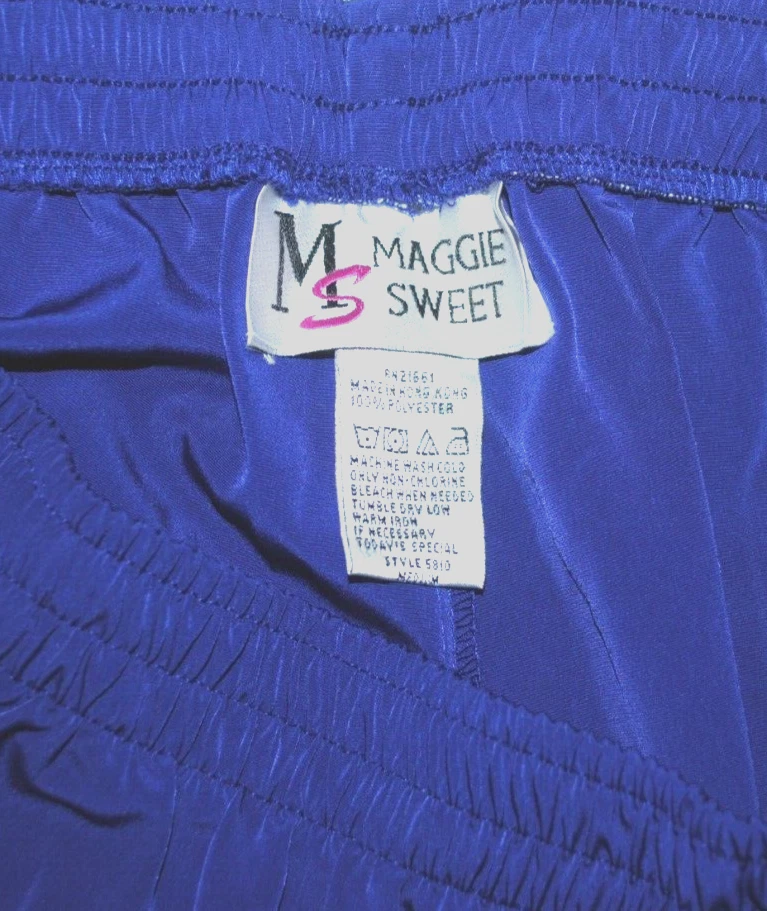 MS MAGGIE
SWEET
RN21661
MADE IN HONG KONG
100% POLYESTER
MACHINE WASH COLD
ONLY NON-CHLORINE
BLEACH WHEN NEEDED
TUMBLE DRY LOW
WARM IRON
IF NECESSARY
TODAY'S SPECIAL
STYLE 5810
MEDIUM